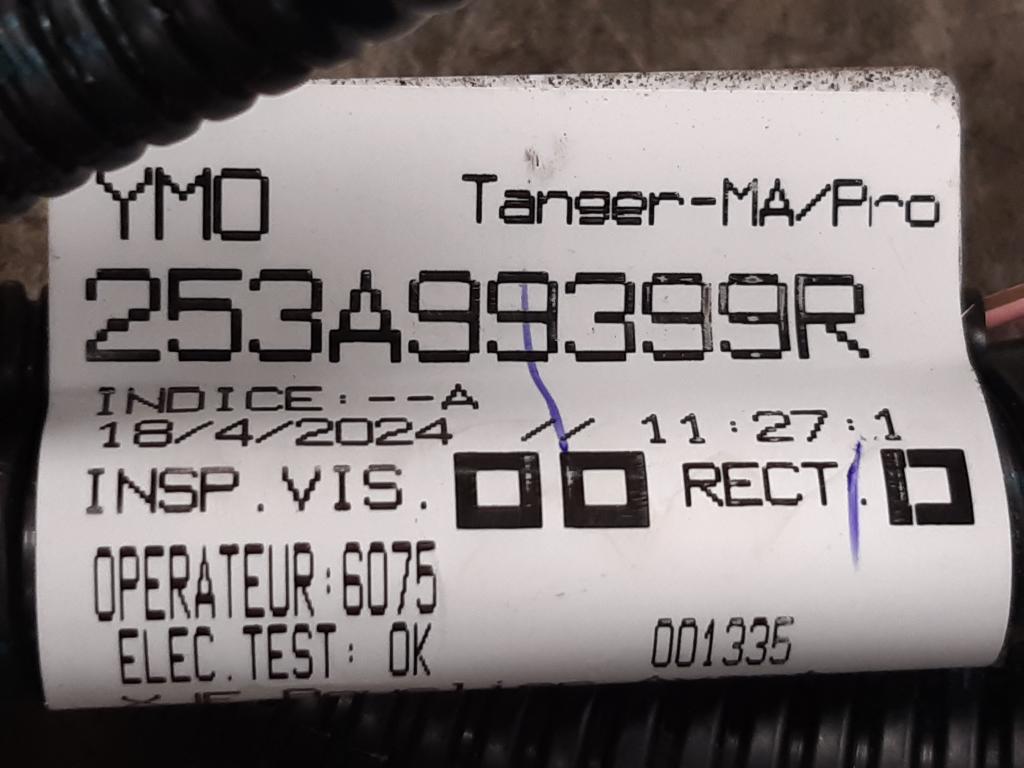 YMO Tanger-MA/Pro
253A99399R
INDICE:--A
18/4/2024 // 11:27:1
INSP.VIS. RECT.
OPERATEUR:6075
ELEC.TEST: OK 001335